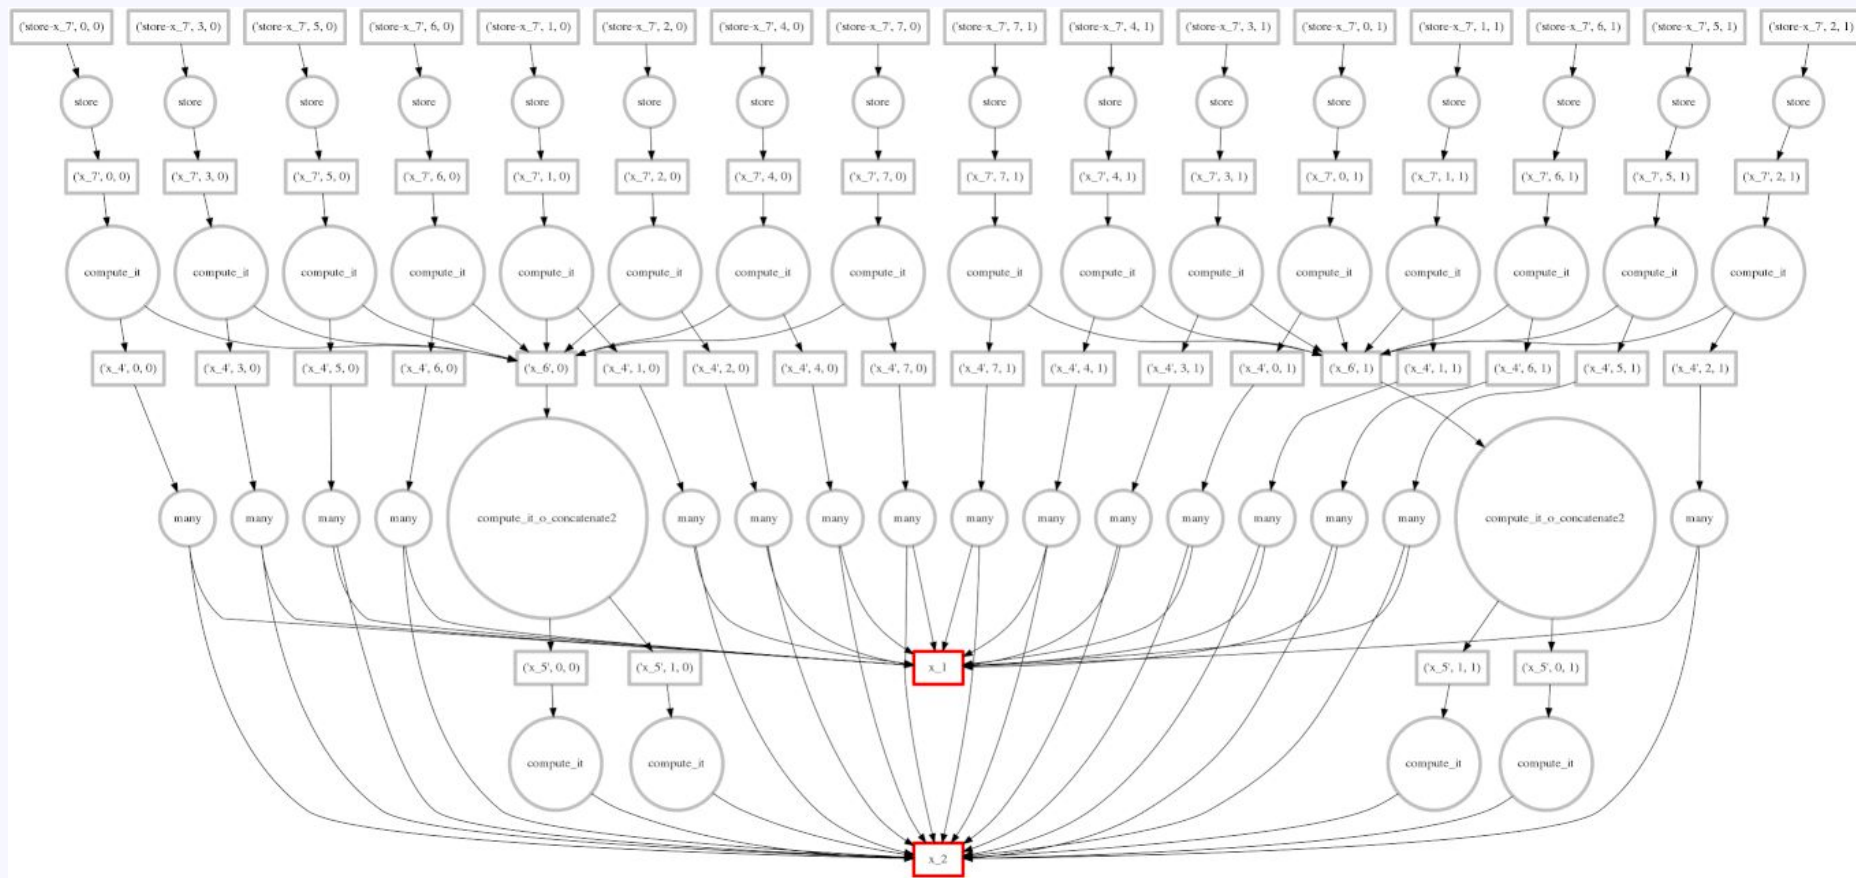 ('store-x_7', 0, 0) ('store-x_7', 3, 0) ('store-x_7', 5, 0) ('store-x_7', 6, 0) ('store-x_7', 1, 0) ('store-x_7', 2, 0) ('store-x_7', 4, 0) ('store-x_7', 7, 0) ('store-x_7', 7, 1) ('store-x_7', 4, 1) ('store-x_7', 3, 1) ('store-x_7', 0, 1) ('store-x_7', 1, 1) ('store-x_7', 6, 1) ('store-x_7', 5, 1) ('store-x_7', 2, 1)
store store store store store store store store store store store store store store store store
('x_7', 0, 0) ('x_7', 3, 0) ('x_7', 5, 0) ('x_7', 6, 0) ('x_7', 1, 0) ('x_7', 2, 0) ('x_7', 4, 0) ('x_7', 7, 0) ('x_7', 7, 1) ('x_7', 4, 1) ('x_7', 3, 1) ('x_7', 0, 1) ('x_7', 1, 1) ('x_7', 6, 1) ('x_7', 5, 1) ('x_7', 2, 1)
compute_it compute_it compute_it compute_it compute_it compute_it compute_it compute_it compute_it compute_it compute_it compute_it compute_it compute_it compute_it compute_it
('x_4', 0, 0) ('x_4', 3, 0) ('x_4', 5, 0) ('x_4', 6, 0) ('x_6', 0) ('x_4', 1, 0) ('x_4', 2, 0) ('x_4', 4, 0) ('x_4', 7, 0) ('x_4', 7, 1) ('x_4', 4, 1) ('x_4', 3, 1) ('x_4', 0, 1) ('x_6', 1) ('x_4', 1, 1) ('x_4', 6, 1) ('x_4', 5, 1) ('x_4', 2, 1)
many many many many compute_it_o_concatenate2 many many many many many many many many many many many compute_it_o_concatenate2 many
('x_5', 0, 0) ('x_5', 1, 0) x_1 ('x_5', 1, 1) ('x_5', 0, 1)
compute_it compute_it compute_it compute_it
x_2